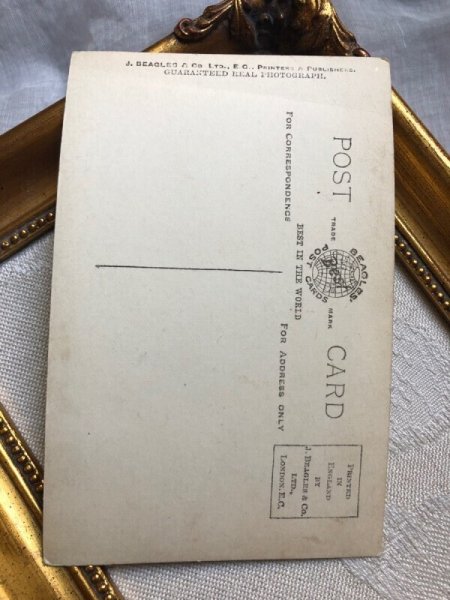 J. BEAGLES & CO. LTD., E.C., PRINTERS & PUBLISHERS.
GUARANTEED REAL PHOTOGRAPH.
POST CARD
TRADE MARK
BEAGLES'
POST CARDS
BEST IN THE WORLD
FOR CORRESPONDENCE
FOR ADDRESS ONLY
PRINTED
IN
ENGLAND
BY
J. BEAGLES & CO.
LTD.,
LONDON, E.C.